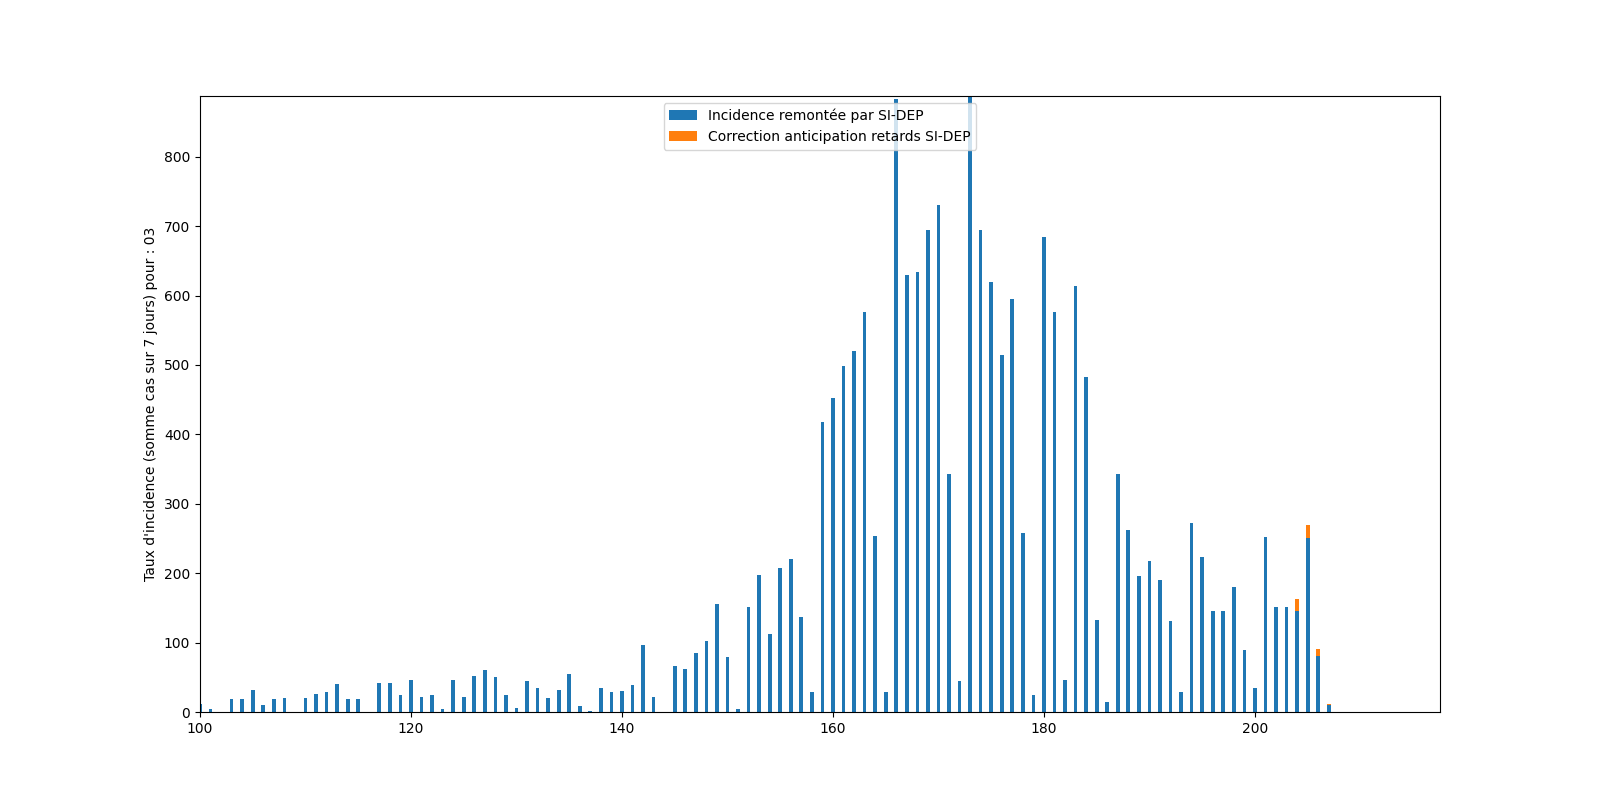 Incidence remontée par SI-DEP
Correction anticipation retards SI-DEP
Taux d'incidence (somme cas sur 7 jours) pour : 03
800
700
600
500
400
300
200
100
0
100 120 140 160 180 200